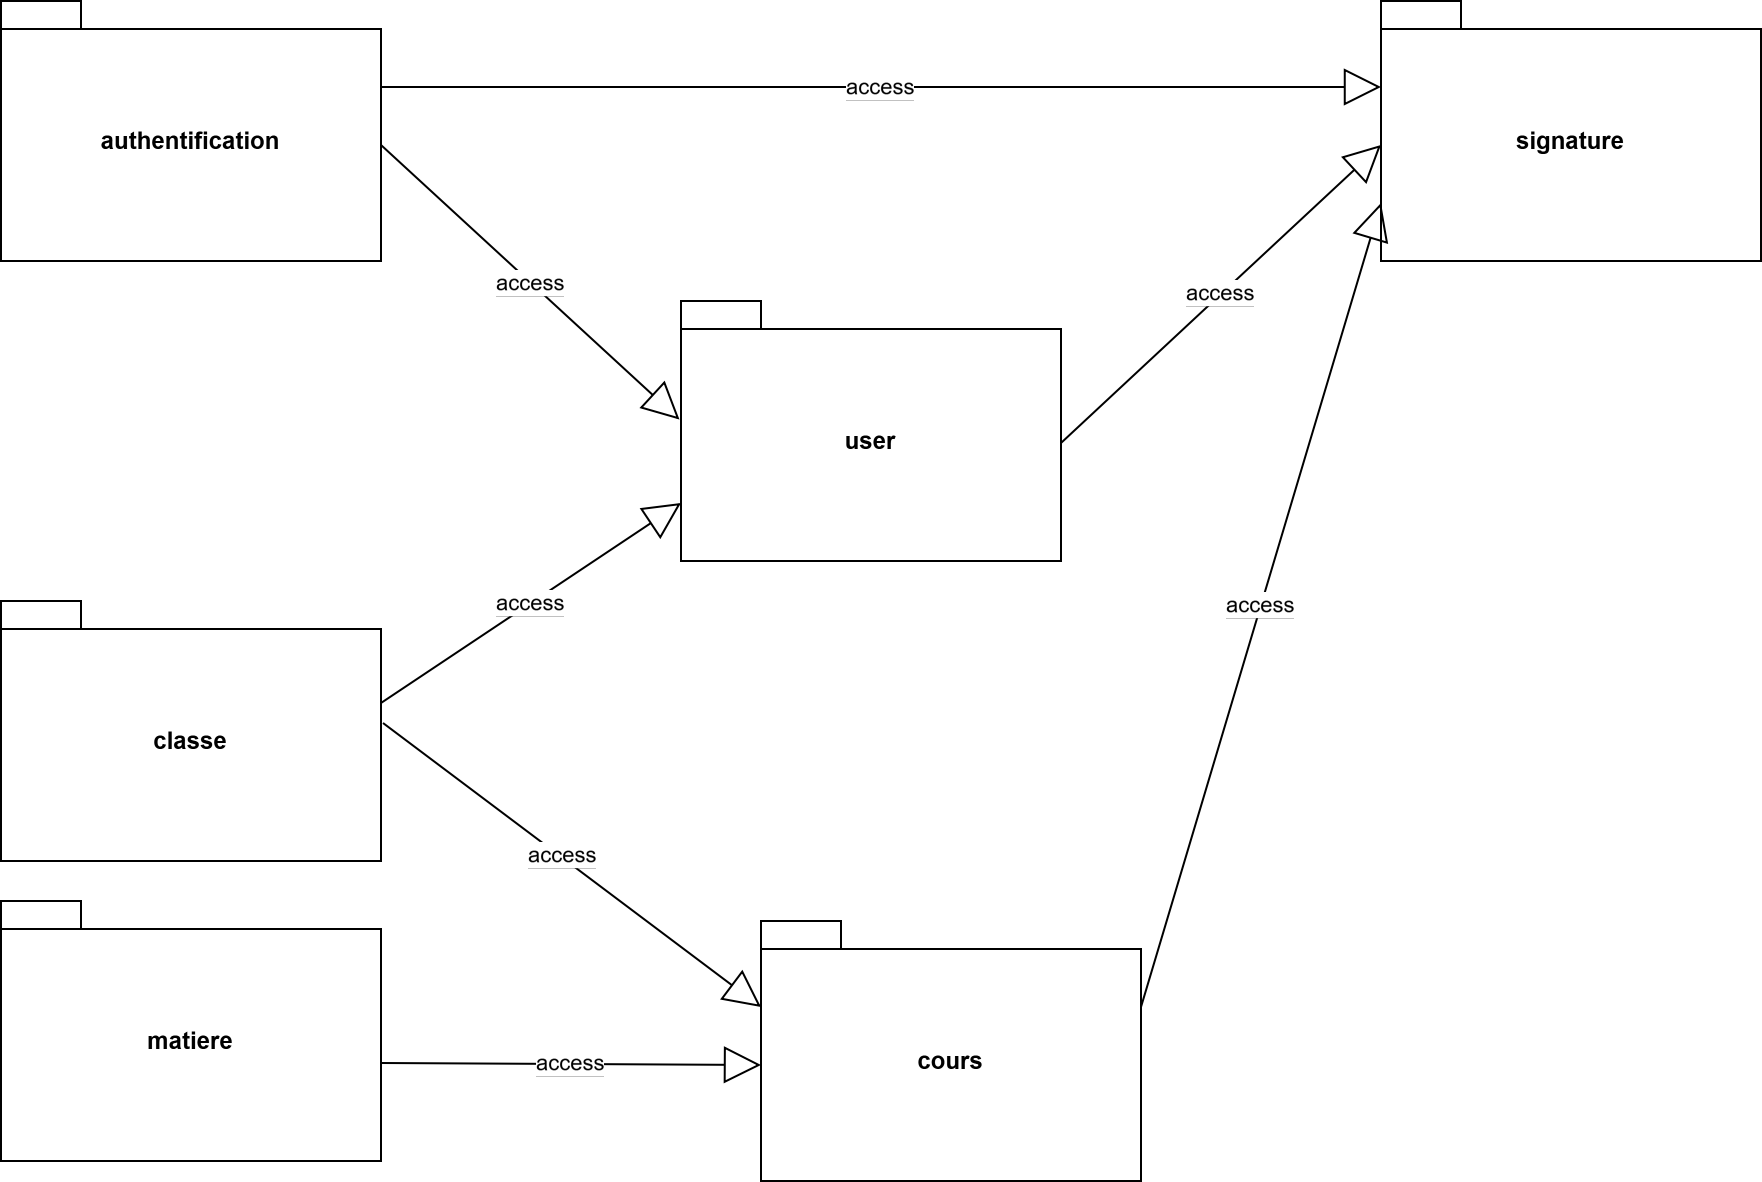 access
authentification
signature
access
access
user
access
access
classe
access
matiere
access
cours